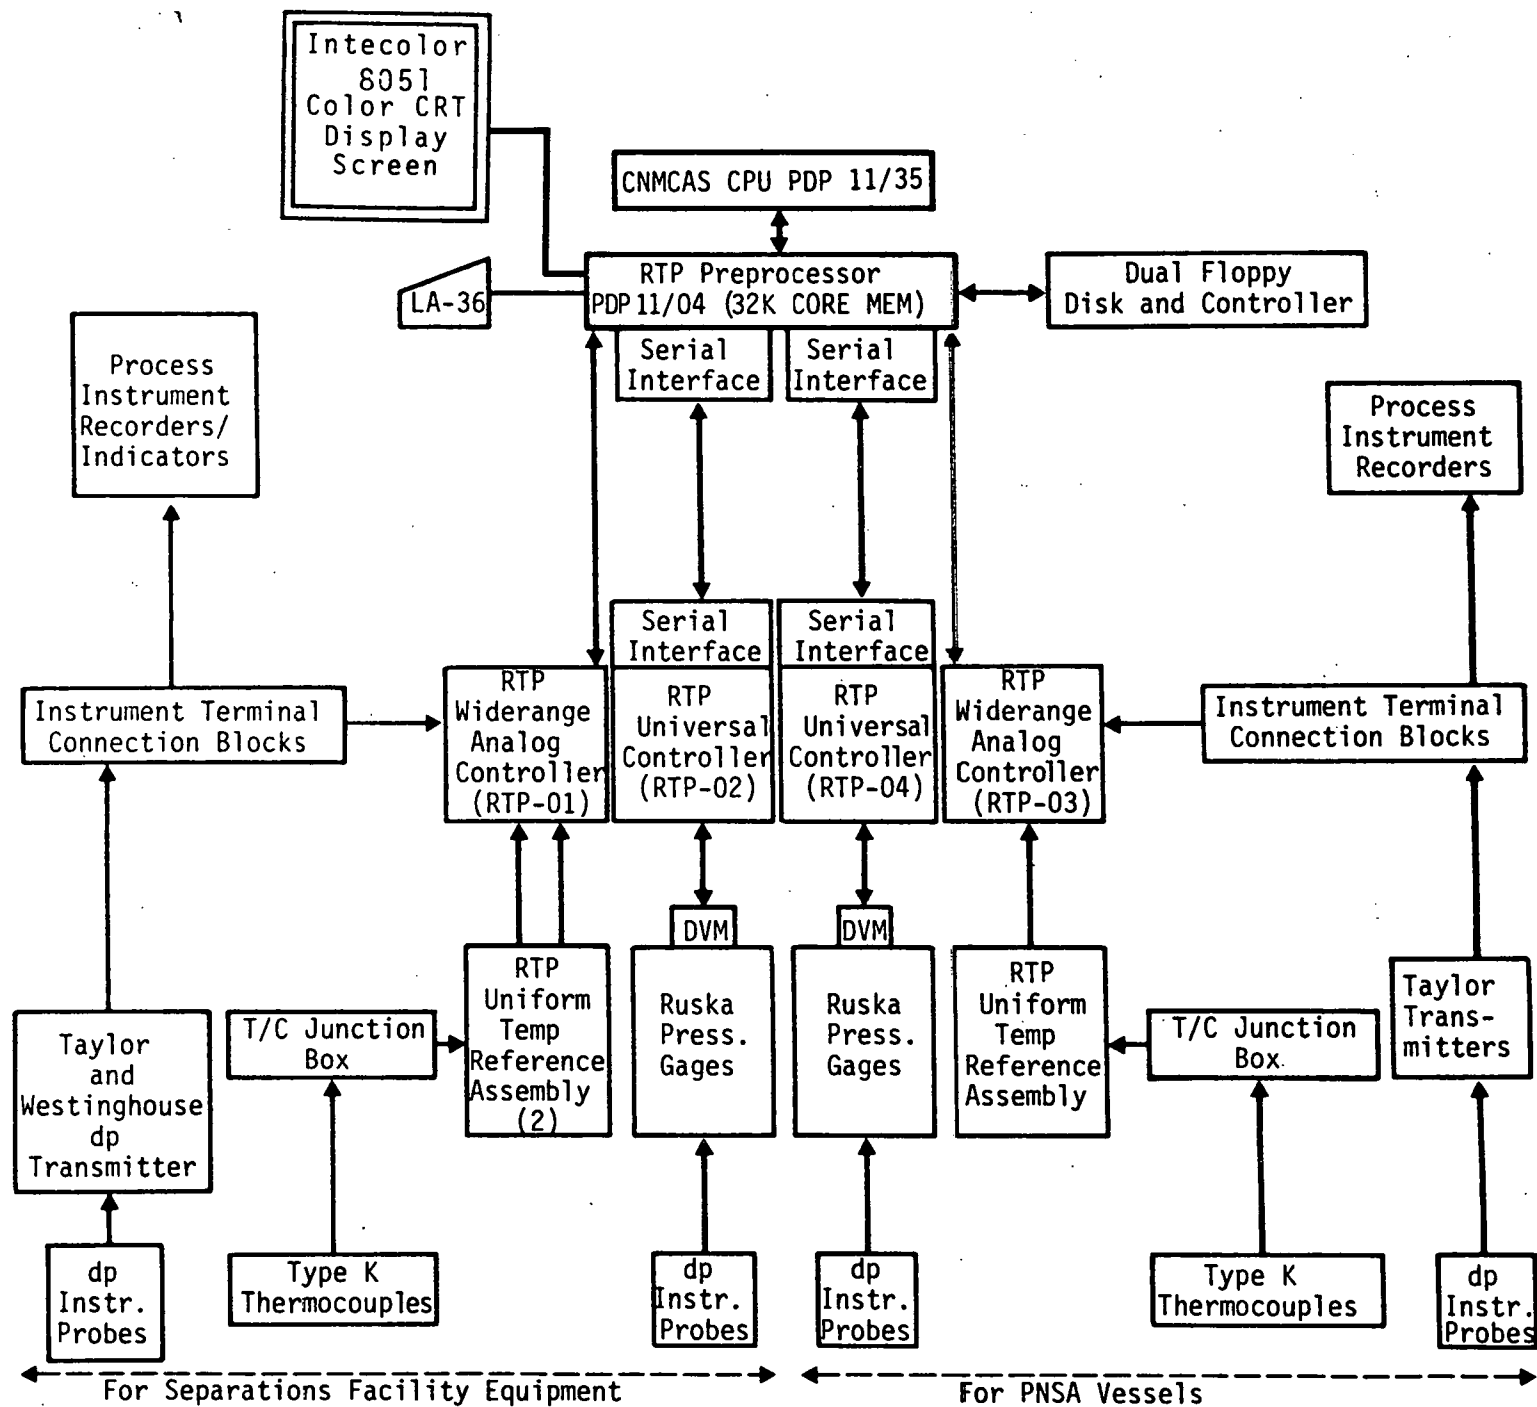 Intecolor
8051
Color CRT
Display
Screen
CNMCAS CPU PDP 11/35
RTP Preprocessor
PDP 11/04 (32K CORE MEM)
LA-36
Dual Floppy
Disk and Controller
Serial
Interface
Serial
Interface
Process
Instrument
Recorders/
Indicators
Process
Instrument
Recorders
Serial
Interface
Serial
Interface
Instrument Terminal
Connection Blocks
RTP
Widerange
Analog
Controller
(RTP-01)
RTP
Universal
Controller
(RTP-02)
RTP
Universal
Controller
(RTP-04)
RTP
Widerange
Analog
Controller
(RTP-03)
Instrument Terminal
Connection Blocks
DVM
DVM
Taylor
and
Westinghouse
dp
Transmitter
T/C Junction
Box
RTP
Uniform
Temp
Reference
Assembly
(2)
Ruska
Press.
Gages
Ruska
Press.
Gages
RTP
Uniform
Temp
Reference
Assembly
T/C Junction
Box
Taylor
Trans-
mitters
dp
Instr.
Probes
Type K
Thermocouples
dp
Instr.
Probes
dp
Instr.
Probes
Type K
Thermocouples
dp
Instr.
Probes
For Separations Facility Equipment
For PNSA Vessels